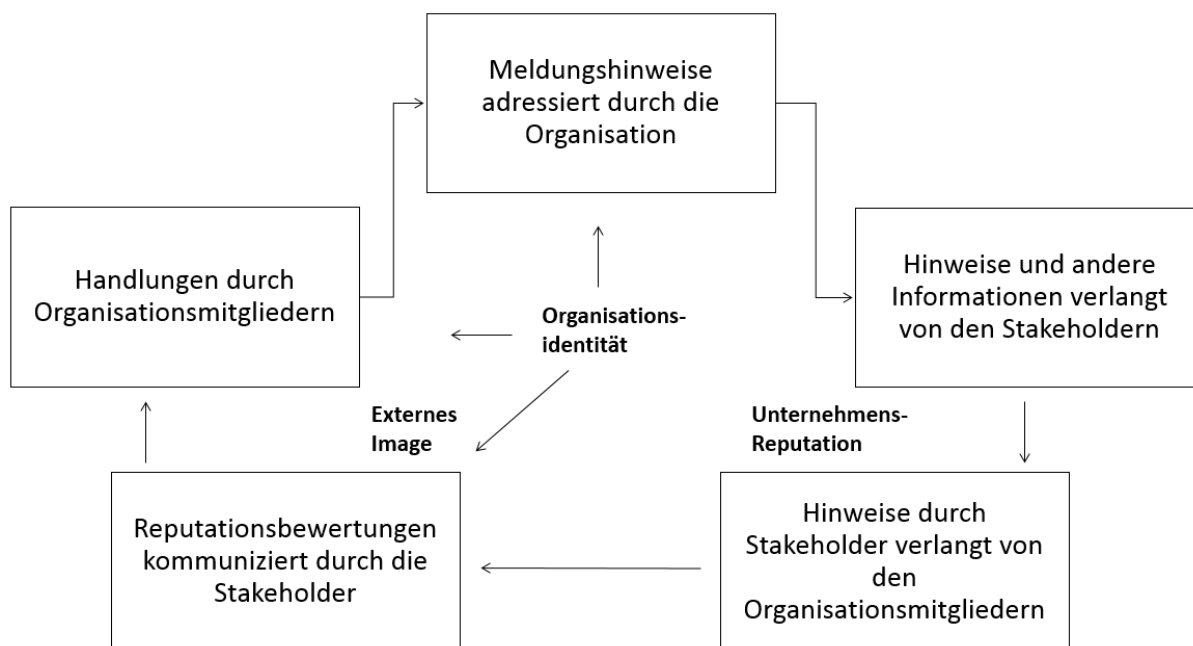 Meldungshinweise
adressiert durch die
Organisation
Handlungen durch
Organisationsmitgliedern
Hinweise und andere
Informationen verlangt
von den Stakeholdern
Organisations-
identität
Externes
Image
Unternehmens-
Reputation
Reputationsbewertungen
kommuniziert durch die
Stakeholder
Hinweise durch
Stakeholder verlangt von
den
Organisationsmitgliedern